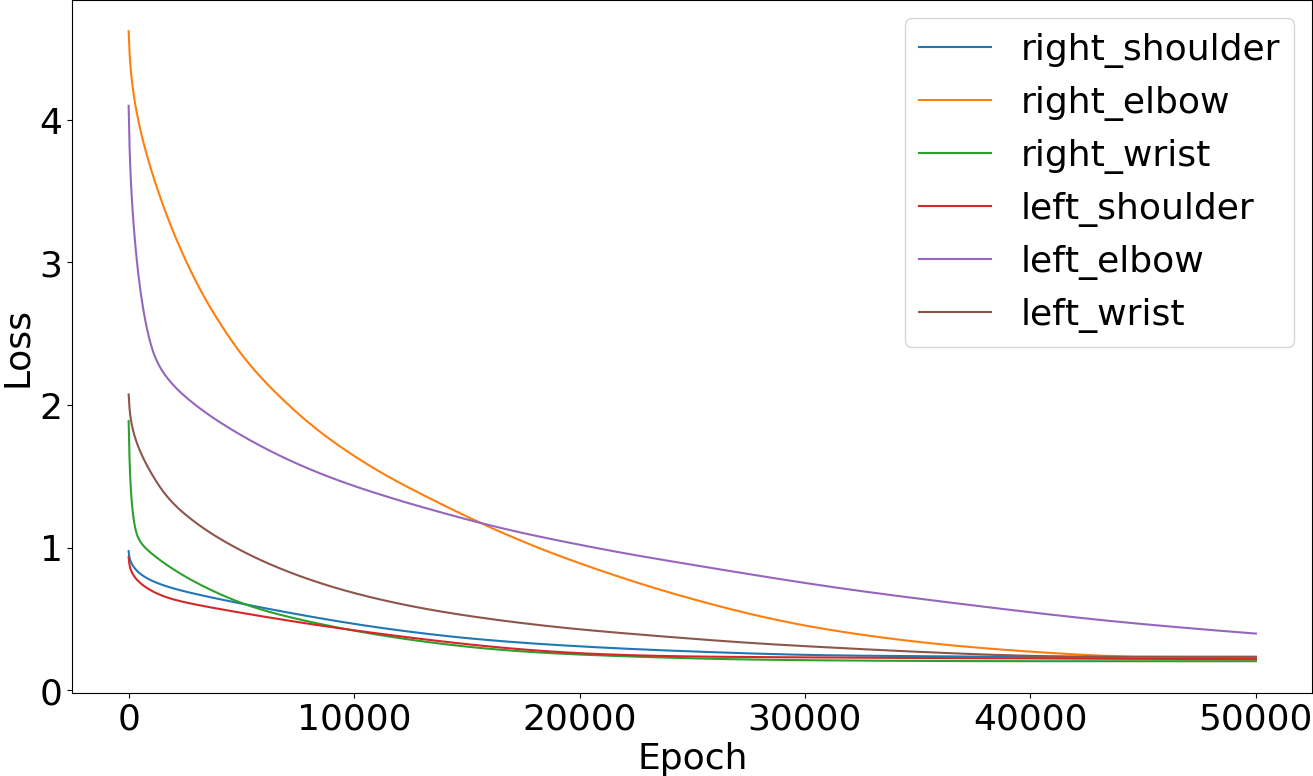 right_shoulder
right_elbow
right_wrist
left_shoulder
left_elbow
left_wrist
4
3
2
1
0
Loss
0 10000 20000 30000 40000 50000
Epoch